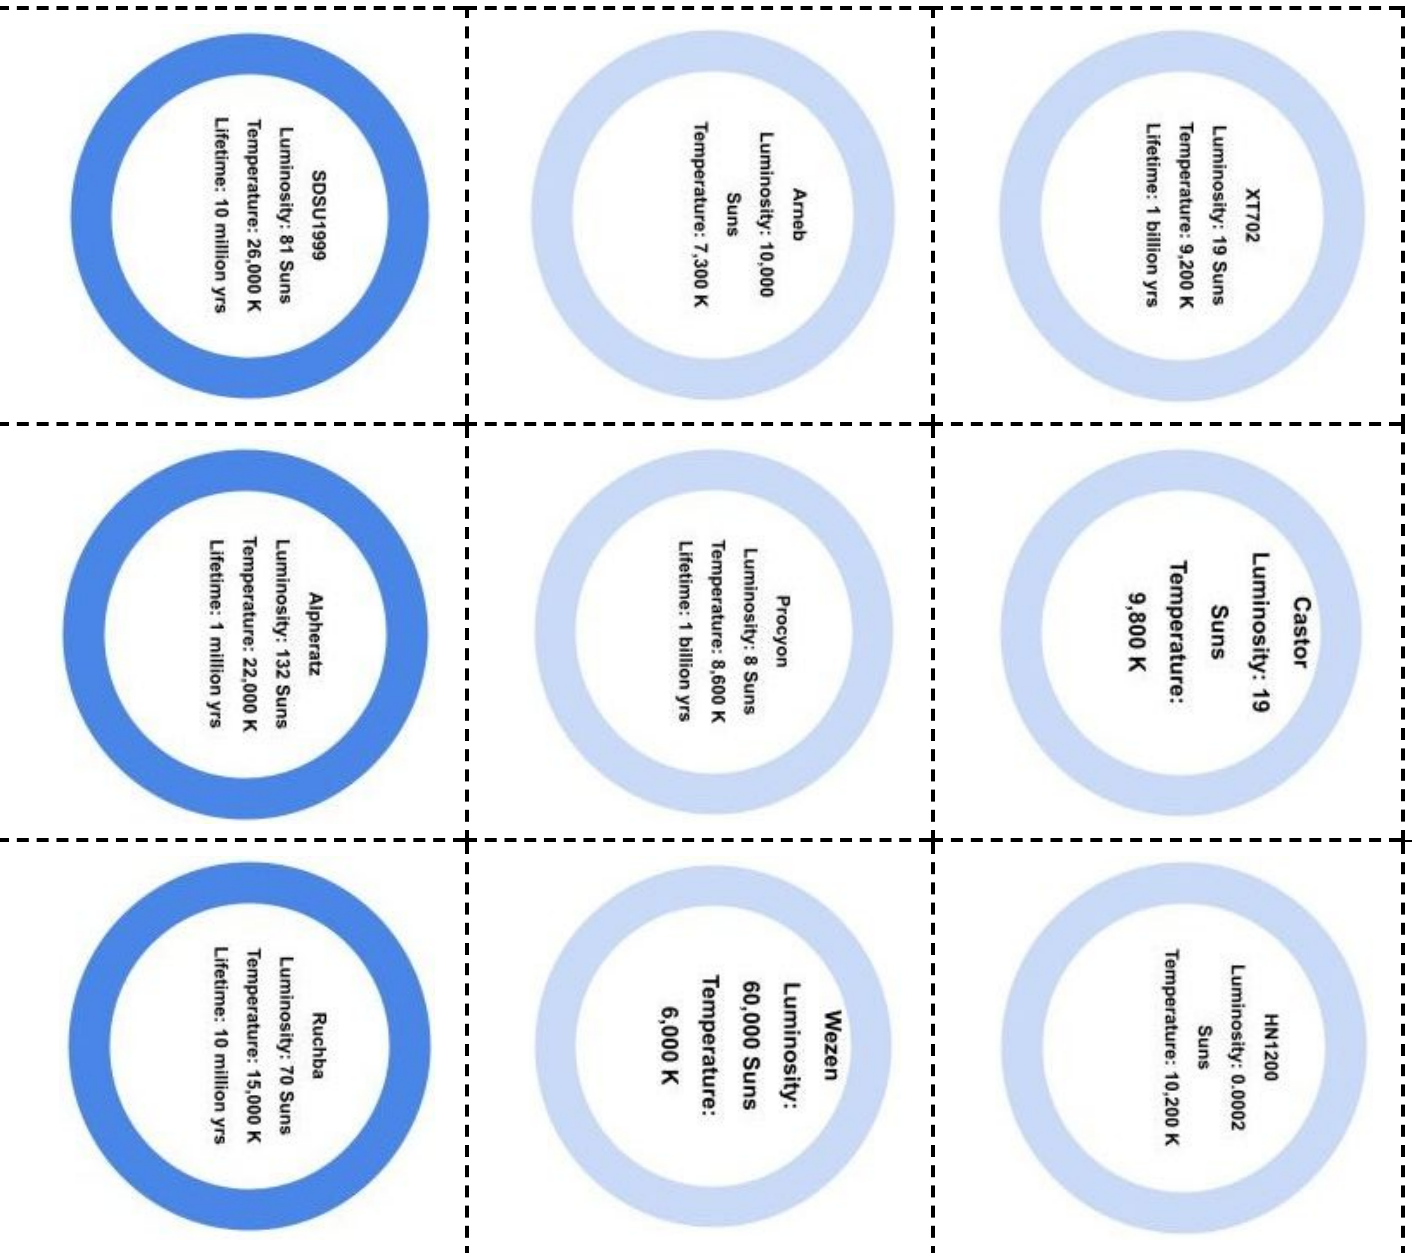 XT702
Luminosity: 19 Suns
Temperature: 9,200 K
Lifetime: 1 billion yrs
Castor
Luminosity: 19
Suns
Temperature:
9,800 K
HN1200
Luminosity: 0.0002
Suns
Temperature: 10,200 K
Arneb
Luminosity: 10,000
Suns
Temperature: 7,300 K
Procyon
Luminosity: 8 Suns
Temperature: 8,600 K
Lifetime: 1 billion yrs
Wezen
Luminosity:
60,000 Suns
Temperature:
6,000 K
SDSU1999
Luminosity: 81 Suns
Temperature: 26,000 K
Lifetime: 10 million yrs
Alpheratz
Luminosity: 132 Suns
Temperature: 22,000 K
Lifetime: 1 million yrs
Ruchba
Luminosity: 70 Suns
Temperature: 15,000 K
Lifetime: 10 million yrs